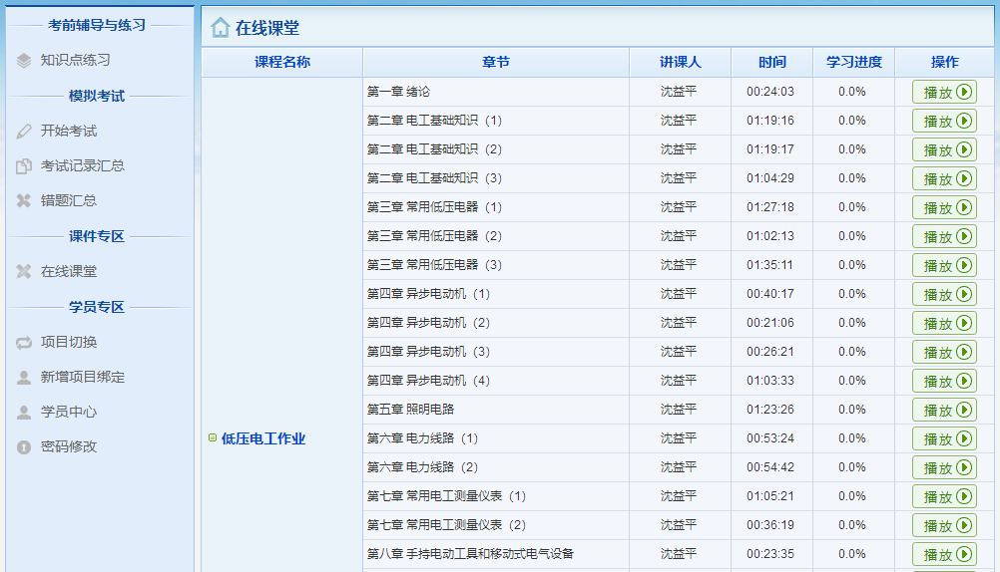 考前辅导与练习
知识点练习
模拟考试
开始考试
考试记录汇总
错题汇总
课件专区
在线课堂
学员专区
项目切换
新增项目绑定
学员中心
密码修改
在线课堂
课程名称 章节 讲课人 时间 学习进度 操作
第一章 绪论 沈益平 00:24:03 0.0% 播放
第二章 电工基础知识（1） 沈益平 01:19:16 0.0% 播放
第二章 电工基础知识（2） 沈益平 01:19:17 0.0% 播放
第二章 电工基础知识（3） 沈益平 01:04:29 0.0% 播放
第三章 常用低压电器（1） 沈益平 01:27:18 0.0% 播放
第三章 常用低压电器（2） 沈益平 01:02:13 0.0% 播放
第三章 常用低压电器（3） 沈益平 01:35:11 0.0% 播放
第四章 异步电动机（1） 沈益平 00:40:17 0.0% 播放
第四章 异步电动机（2） 沈益平 00:21:06 0.0% 播放
第四章 异步电动机（3） 沈益平 00:26:21 0.0% 播放
第四章 异步电动机（4） 沈益平 01:03:33 0.0% 播放
第五章 照明电路 沈益平 01:23:26 0.0% 播放
低压电工作业 第六章 电力线路（1） 沈益平 00:53:24 0.0% 播放
第六章 电力线路（2） 沈益平 00:54:42 0.0% 播放
第七章 常用电工测量仪表（1） 沈益平 01:05:21 0.0% 播放
第七章 常用电工测量仪表（2） 沈益平 00:36:19 0.0% 播放
第八章 手持电动工具和移动式电气设备 沈益平 00:23:35 0.0% 播放